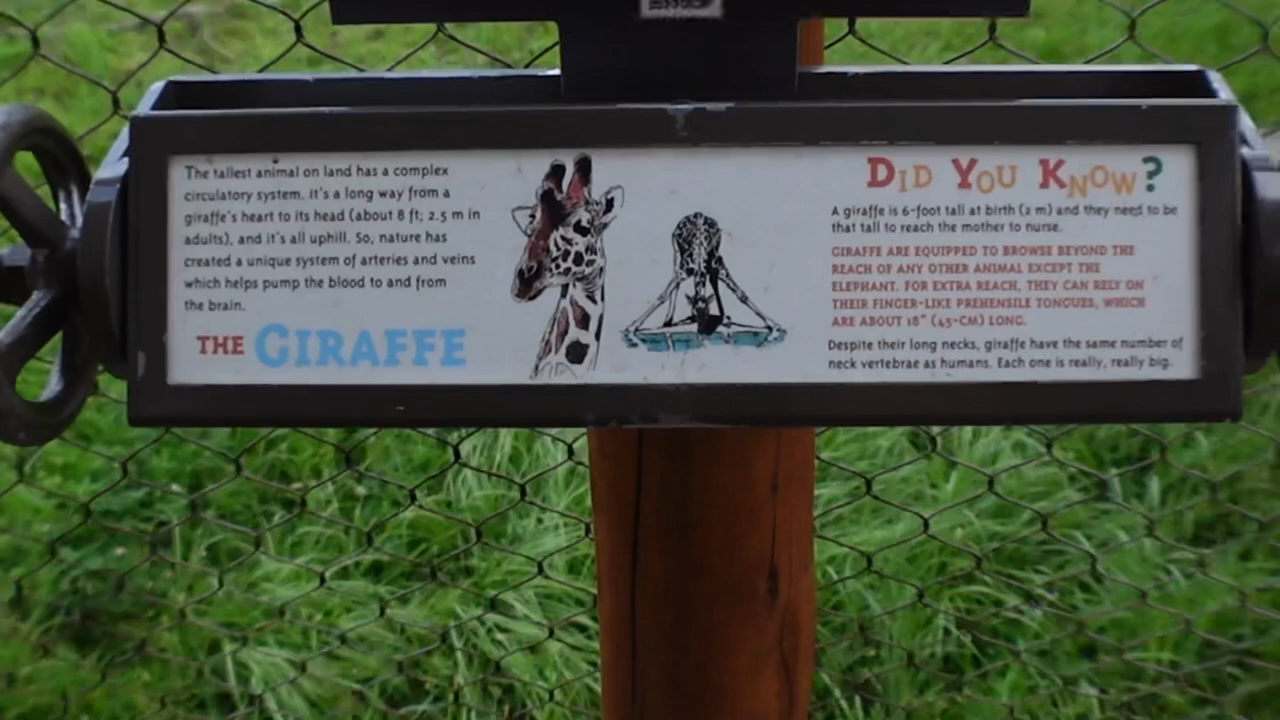 The tallest animal on land has a complex
circulatory system. It's a long way from a
giraffe's heart to its head (about 8 ft; 2.5 m in
adults), and it's all uphill. So, nature has
created a unique system of arteries and veins
which helps pump the blood to and from
the brain.
THE GIRAFFE
DID YOU KNOW?
A giraffe is 6-foot tall at birth (2 m) and they need to be
that tall to reach the mother to nurse.
GIRAFFE ARE EQUIPPED TO BROWSE BEYOND THE
REACH OF ANY OTHER ANIMAL EXCEPT THE
ELEPHANT. FOR EXTRA REACH, THEY CAN RELY ON
THEIR FINGER-LIKE PREHENSILE TONGUES, WHICH
ARE ABOUT 18" (45-CM) LONG.
Despite their long necks, giraffe have the same number of
neck vertebrae as humans. Each one is really, really big.